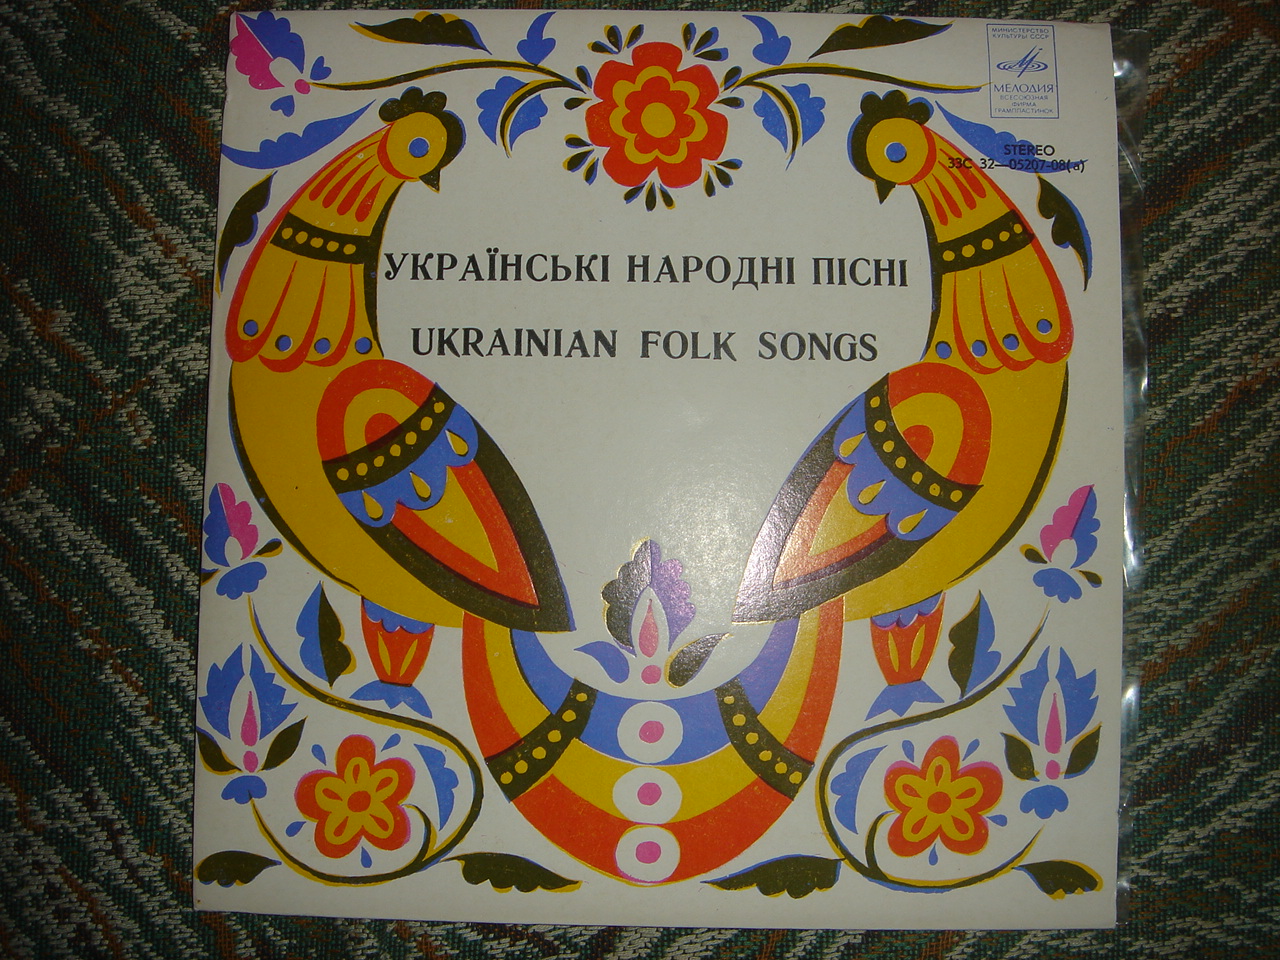 МИНИСТЕРСТВО
КУЛЬТУРЫ СССР
МЕЛОДИЯ
ВСЕСОЮЗНАЯ
ФИРМА
ГРАМПЛАСТИНОК
STEREO
33С 32—05207-08(а)
УКРАЇНСЬКІ НАРОДНІ ПІСНІ
UKRAINIAN FOLK SONGS